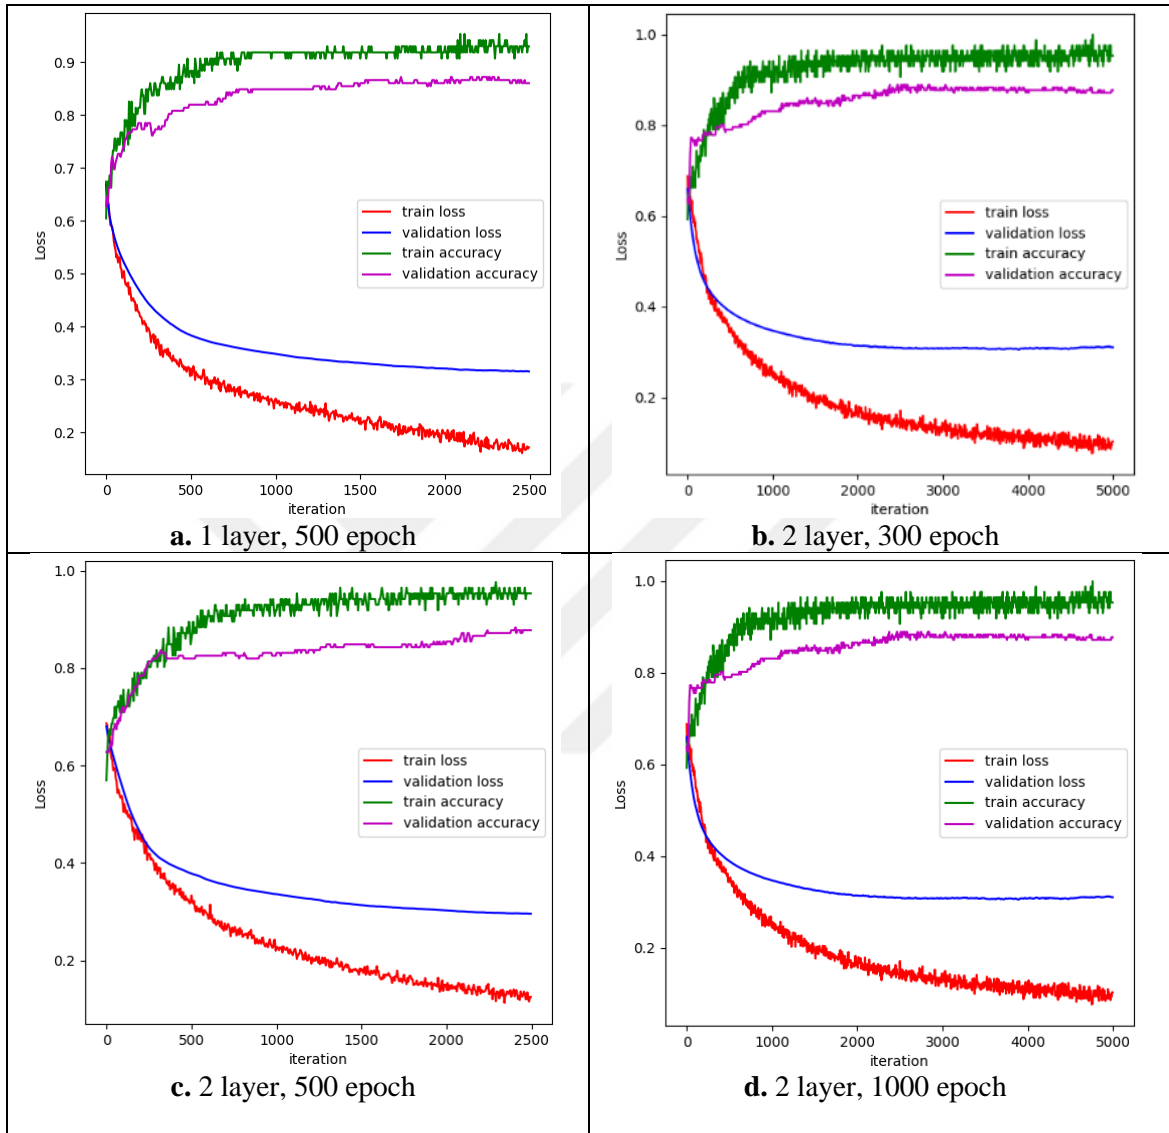 0.9
0.8
0.7
0.6
0.5
0.4
0.3
0.2
Loss
train loss
validation loss
train accuracy
validation accuracy
0 500 1000 1500 2000 2500
iteration
a. 1 layer, 500 epoch
1.0
0.8
0.6
0.4
0.2
Loss
train loss
validation loss
train accuracy
validation accuracy
0 1000 2000 3000 4000 5000
iteration
b. 2 layer, 300 epoch
1.0
0.8
0.6
0.4
0.2
Loss
train loss
validation loss
train accuracy
validation accuracy
0 500 1000 1500 2000 2500
iteration
c. 2 layer, 500 epoch
1.0
0.8
0.6
0.4
0.2
Loss
train loss
validation loss
train accuracy
validation accuracy
0 1000 2000 3000 4000 5000
iteration
d. 2 layer, 1000 epoch